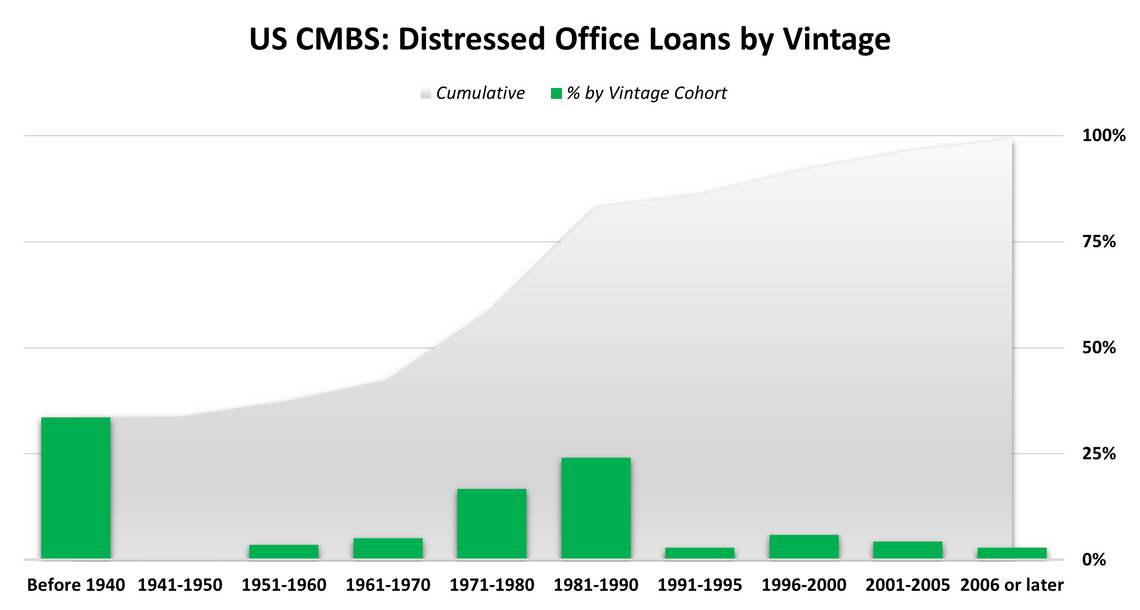 US CMBS: Distressed Office Loans by Vintage
Cumulative % by Vintage Cohort
100%
75%
50%
25%
0%
Before 1940 1941-1950 1951-1960 1961-1970 1971-1980 1981-1990 1991-1995 1996-2000 2001-2005 2006 or later